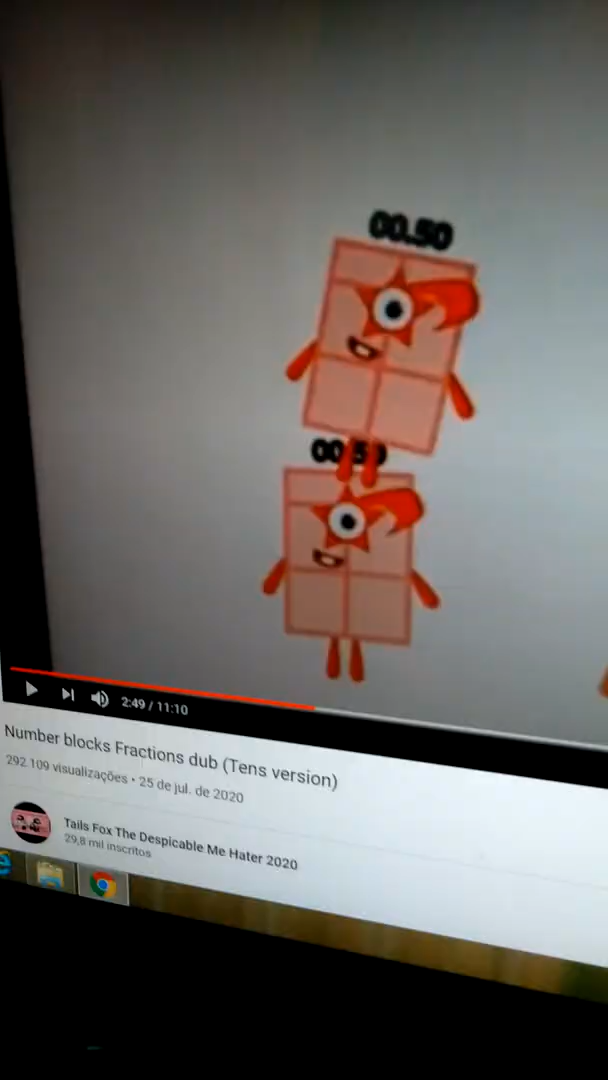 00.50
00.50
2:49 / 11:10
Number blocks Fractions dub (Tens version)
292.109 visualizações • 25 de jul. de 2020
Tails Fox The Despicable Me Hater 2020
29,8 mil inscritos